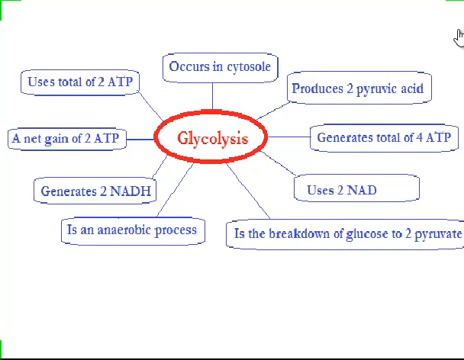 Occurs in cytosole
Uses total of 2 ATP
Produces 2 pyruvic acid
A net gain of 2 ATP
Glycolysis
Generates total of 4 ATP
Generates 2 NADH
Uses 2 NAD
Is an anaerobic process
Is the breakdown of glucose to 2 pyruvate